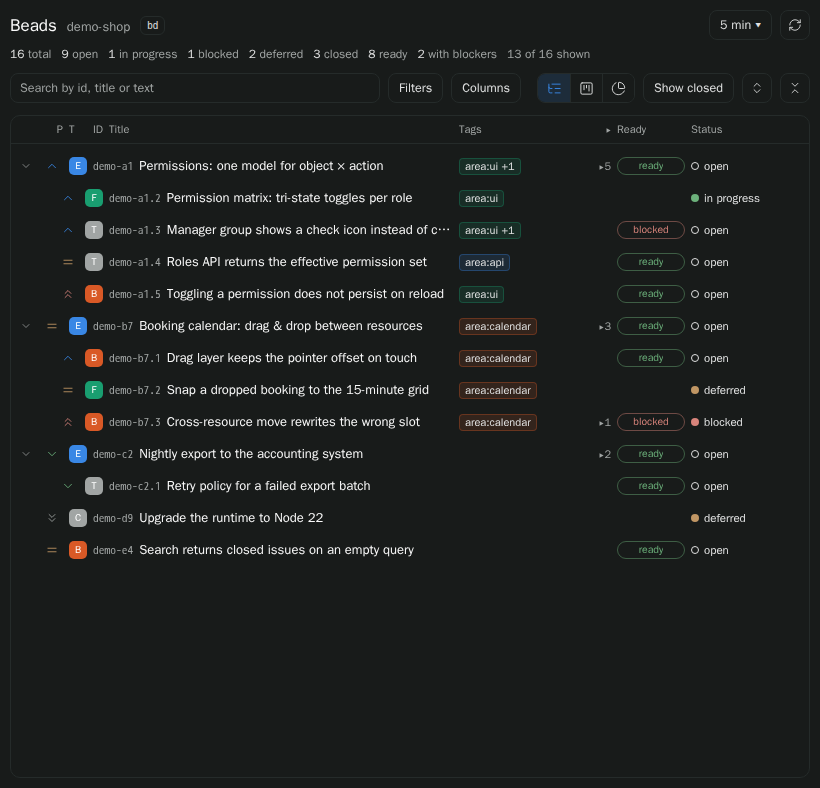 Beads demo-shop bd 5 min ▾
16 total 9 open 1 in progress 1 blocked 2 deferred 3 closed 8 ready 2 with blockers 13 of 16 shown
Search by id, title or text Filters Columns Show closed
P T ID Title Tags ▸ Ready Status
E demo-a1 Permissions: one model for object × action area:ui +1 ▸5 ready open
F demo-a1.2 Permission matrix: tri-state toggles per role area:ui in progress
T demo-a1.3 Manager group shows a check icon instead of c··· area:ui +1 blocked open
T demo-a1.4 Roles API returns the effective permission set area:api ready open
B demo-a1.5 Toggling a permission does not persist on reload area:ui ready open
E demo-b7 Booking calendar: drag & drop between resources area:calendar ▸3 ready open
B demo-b7.1 Drag layer keeps the pointer offset on touch area:calendar ready open
F demo-b7.2 Snap a dropped booking to the 15-minute grid area:calendar deferred
B demo-b7.3 Cross-resource move rewrites the wrong slot area:calendar ▸1 blocked blocked
E demo-c2 Nightly export to the accounting system ▸2 ready open
T demo-c2.1 Retry policy for a failed export batch ready open
C demo-d9 Upgrade the runtime to Node 22 deferred
B demo-e4 Search returns closed issues on an empty query ready open